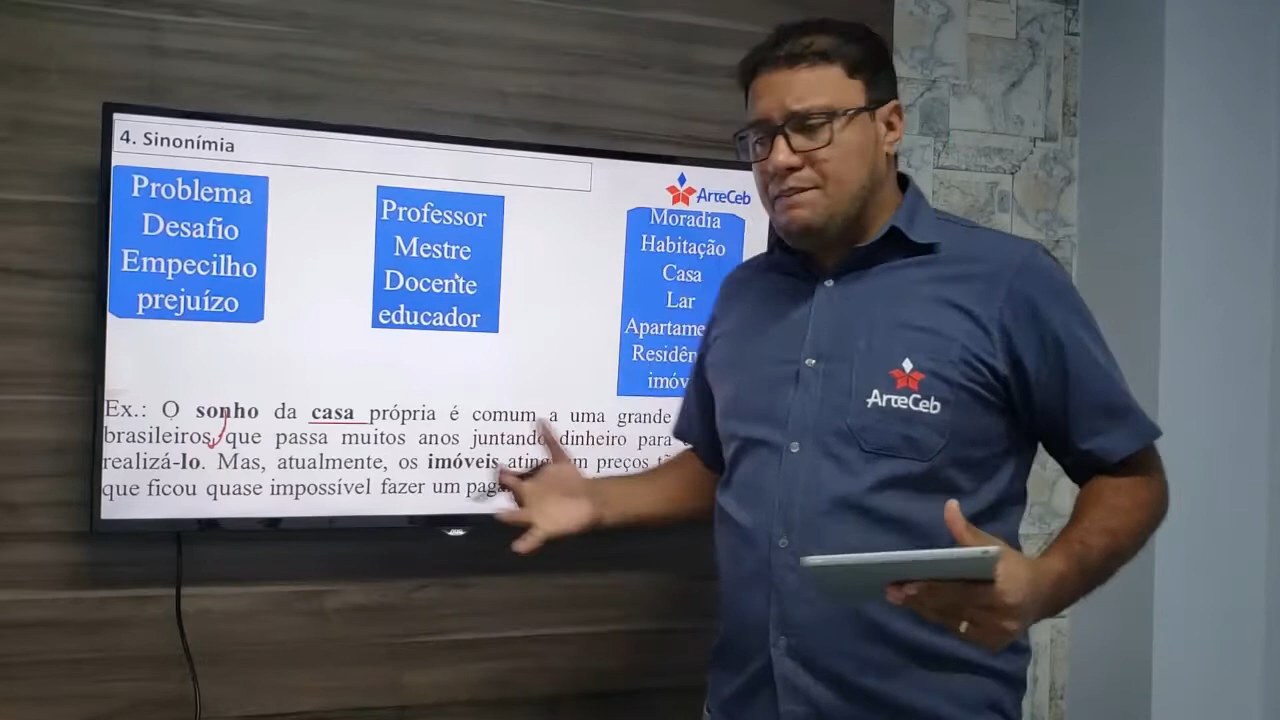 4. Sinonímia
ArteCeb
Problema
Desafio
Empecilho
prejuízo
Professor
Mestre
Docente
educador
Moradia
Habitação
Casa
Lar
Ex.: O sonho da casa própria é comum a uma grande
brasileiros, que passa muitos anos juntando dinheiro para
realizá-lo. Mas, atualmente, os imóveis preços
que ficou quase impossível fazer um
ArteCeb